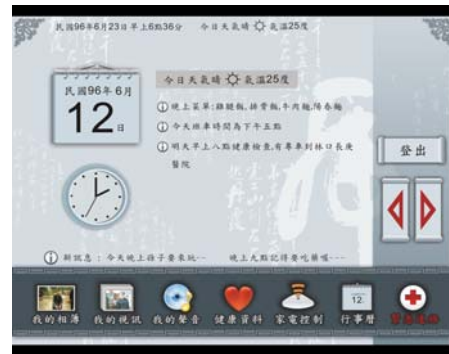 民國96年6月23日早上6點36分 今日天氣晴 氣溫25度
今日天氣晴 氣溫25度
民國96年6月
12日
晚上菜單:雞腿飯,排骨飯,牛肉麵,陽春麵
今天班車時間為下午五點
明天早上八點健康檢查,有專車到林口長庚
醫院
登出
新訊息：今天晚上孫子要來玩-- 晚上九點記得要吃藥喔---
12
我的相簿 我的視訊 我的聲音 健康資料 家電控制 行事曆